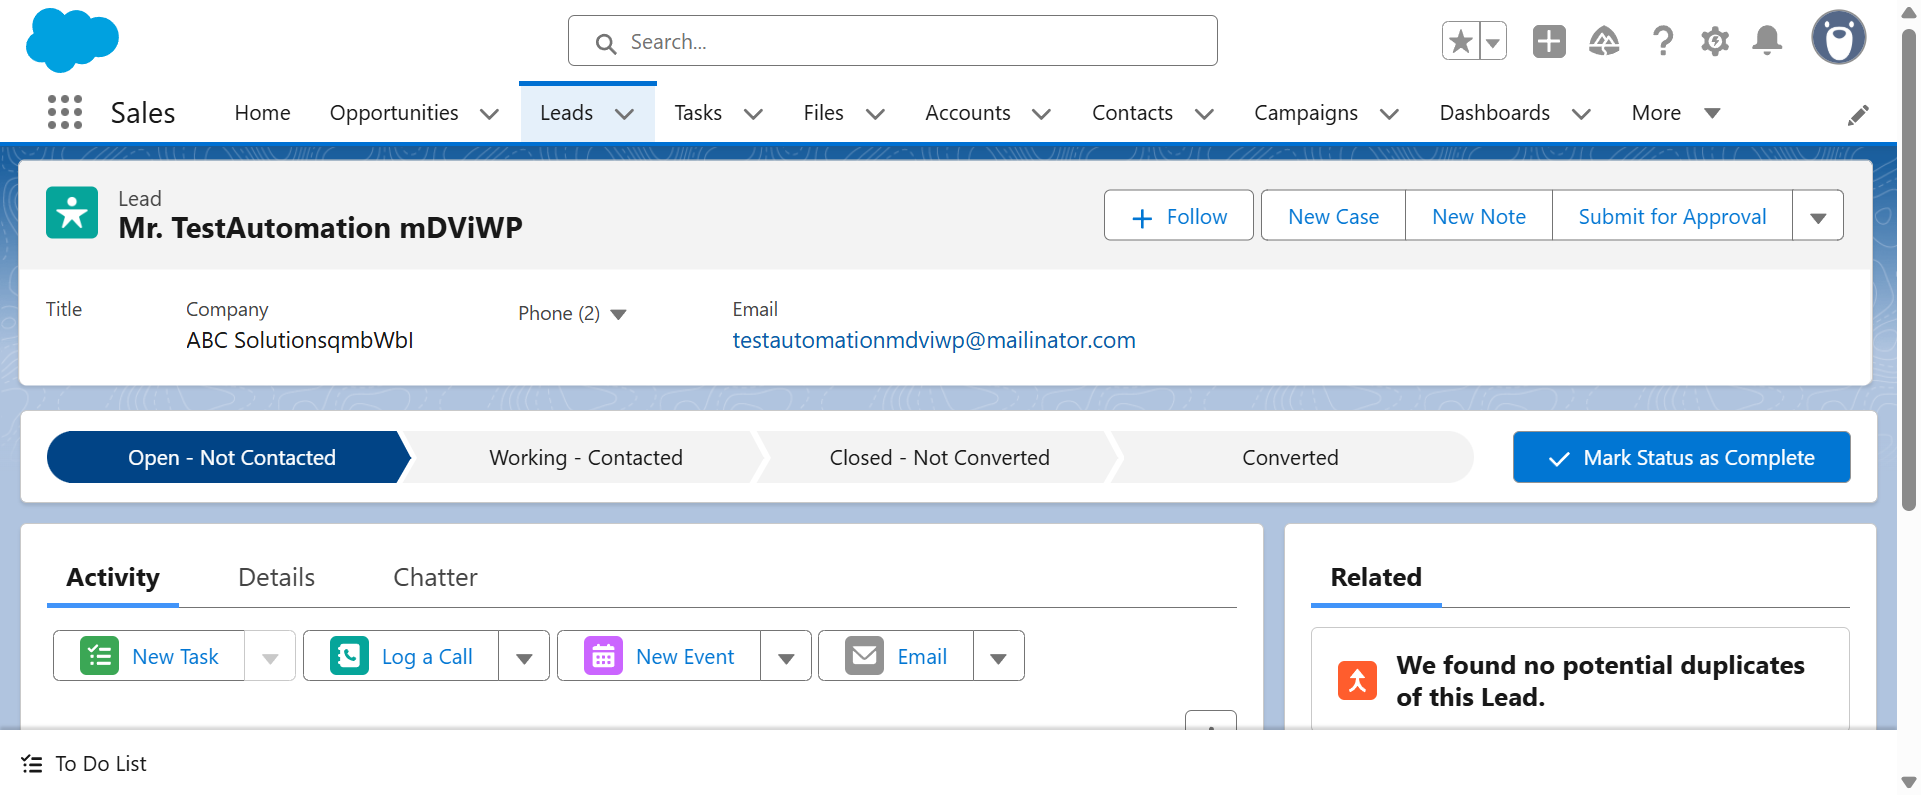 Search...
Sales
Home
Opportunities
Leads
Tasks
Files
Accounts
Contacts
Campaigns
Dashboards
More
Lead
Mr. TestAutomation mDViWP
Follow
New Case
New Note
Submit for Approval
Title
Company
ABC SolutionsqmbWbI
Phone (2)
Email
testautomationmdviwp@mailinator.com
Open - Not Contacted
Working - Contacted
Closed - Not Converted
Converted
Mark Status as Complete
Activity
Details
Chatter
New Task
Log a Call
New Event
Email
Related
We found no potential duplicates
of this Lead.
To Do List